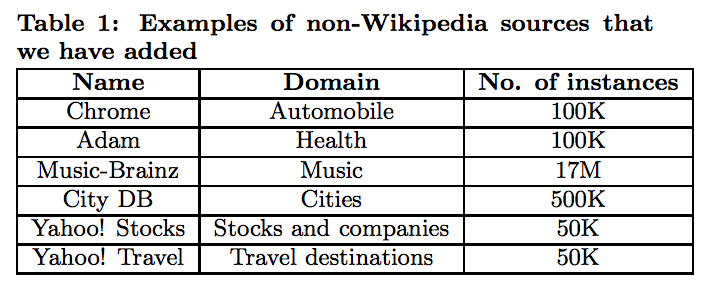 Table 1: Examples of non-Wikipedia sources that
we have added
Name Domain No. of instances
Chrome Automobile 100K
Adam Health 100K
Music-Brainz Music 17M
City DB Cities 500K
Yahoo! Stocks Stocks and companies 50K
Yahoo! Travel Travel destinations 50K